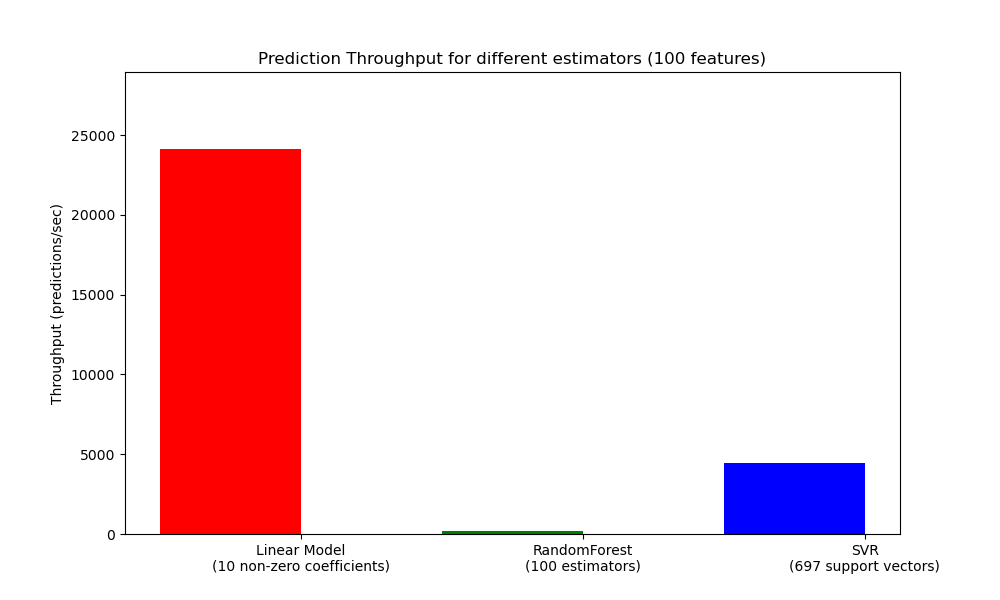 Prediction Throughput for different estimators (100 features)
Throughput (predictions/sec)
25000
20000
15000
10000
5000
0
Linear Model
(10 non-zero coefficients)
RandomForest
(100 estimators)
SVR
(697 support vectors)